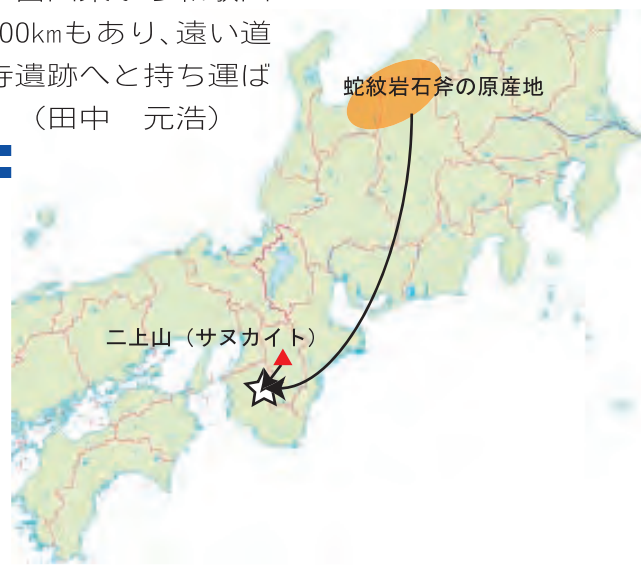 00kmもあり、遠い道
寺遺跡へと持ち運ば
（田中　元浩）
蛇紋岩石斧の原産地
二上山（サヌカイト）